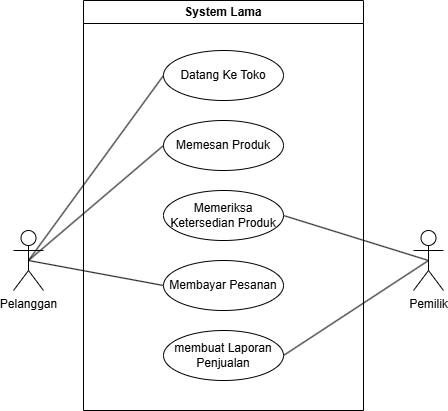 System Lama
Datang Ke Toko
Memesan Produk
Memeriksa
Ketersedian Produk
Membayar Pesanan
membuat Laporan
Penjualan
Pelanggan
Pemilik